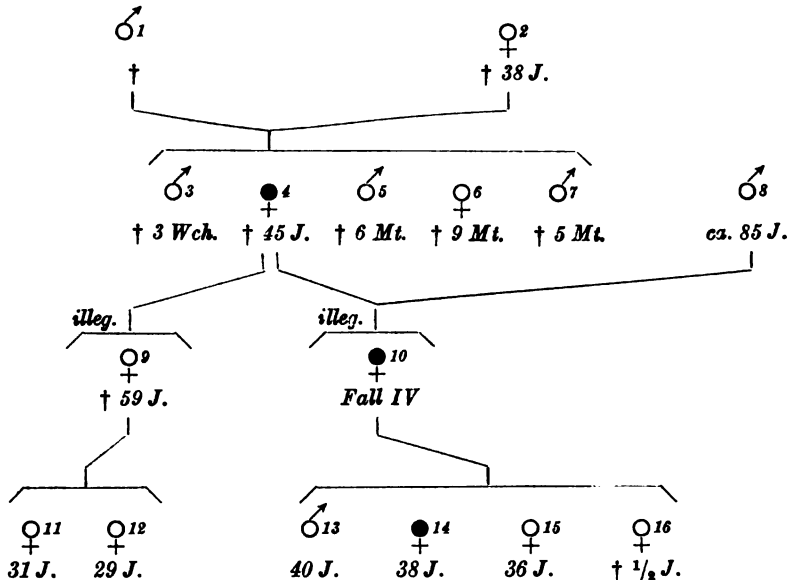 ♂ 1 ♀ 2
† † 38 J.
♂ 3 ♀ 4 ♂ 5 ♀ 6 ♂ 7 ♂ 8
† 3 Wch. † 45 J. † 6 Mt. † 9 Mt. † 5 Mt. ca. 85 J.
illeg. illeg.
♀ 9 ♀ 10
† 59 J. Fall IV
♀ 11 ♀ 12 ♂ 13 ♀ 14 ♀ 15 ♀ 16
31 J. 29 J. 40 J. 38 J. 36 J. † 1/2 J.